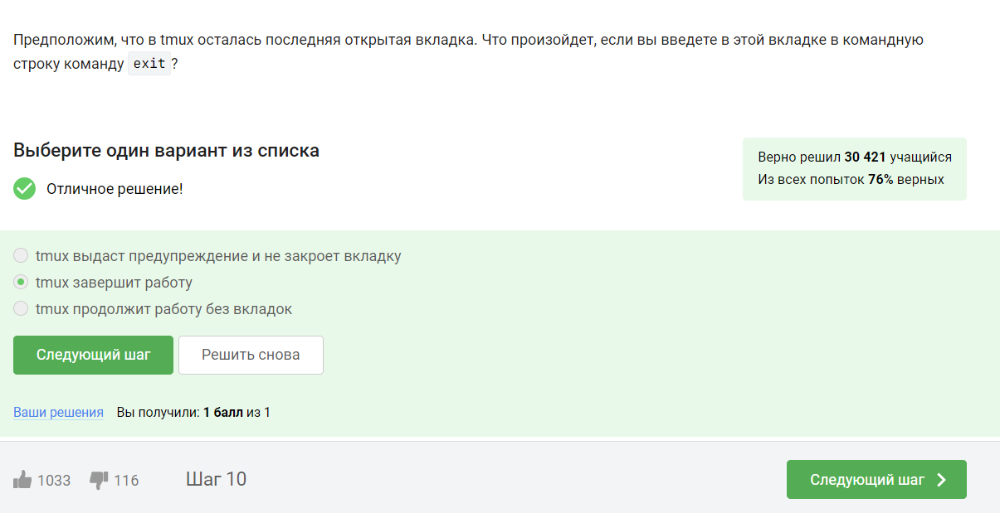 Предположим, что в tmux осталась последняя открытая вкладка. Что произойдет, если вы введете в этой вкладке в командную
строку команду exit?
Выберите один вариант из списка
Отличное решение!
Верно решил 30 421 учащийся
Из всех попыток 76% верных
tmux выдаст предупреждение и не закроет вкладку
tmux завершит работу
tmux продолжит работу без вкладок
Следующий шаг
Решить снова
Ваши решения Вы получили: 1 балл из 1
1033 116 Шаг 10 Следующий шаг